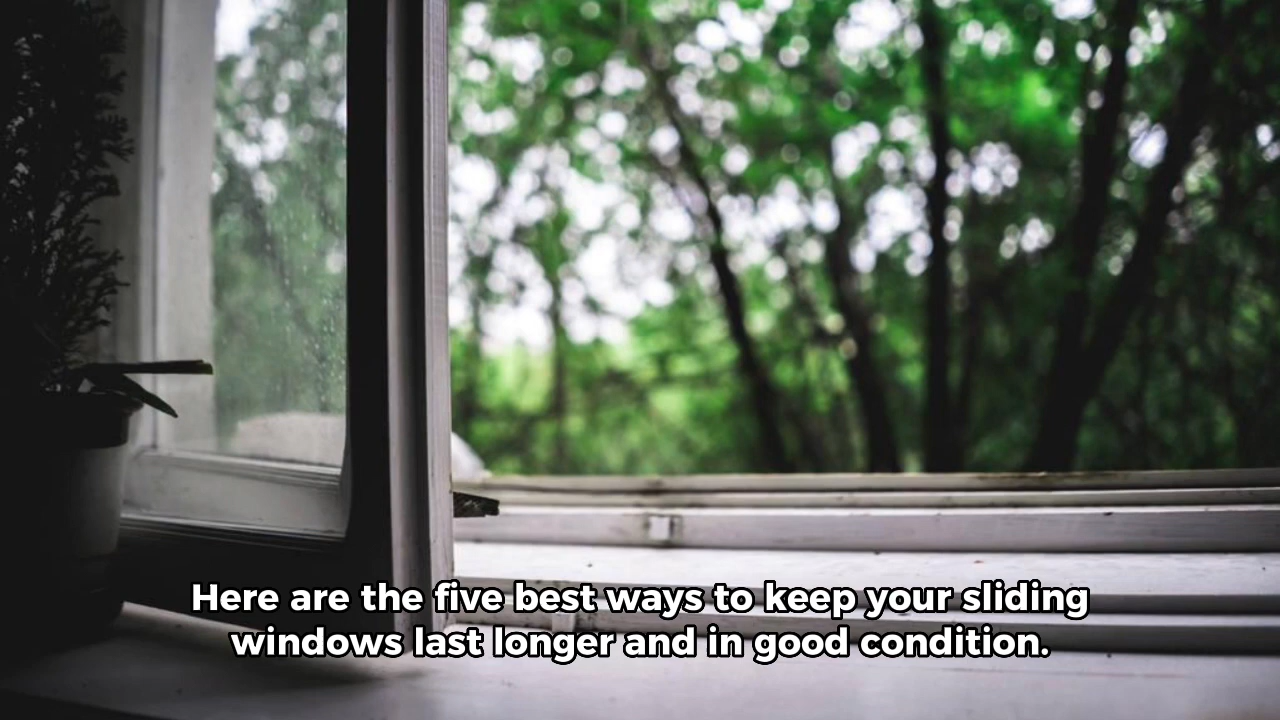 Here are the five best ways to keep your sliding
windows last longer and in good condition.